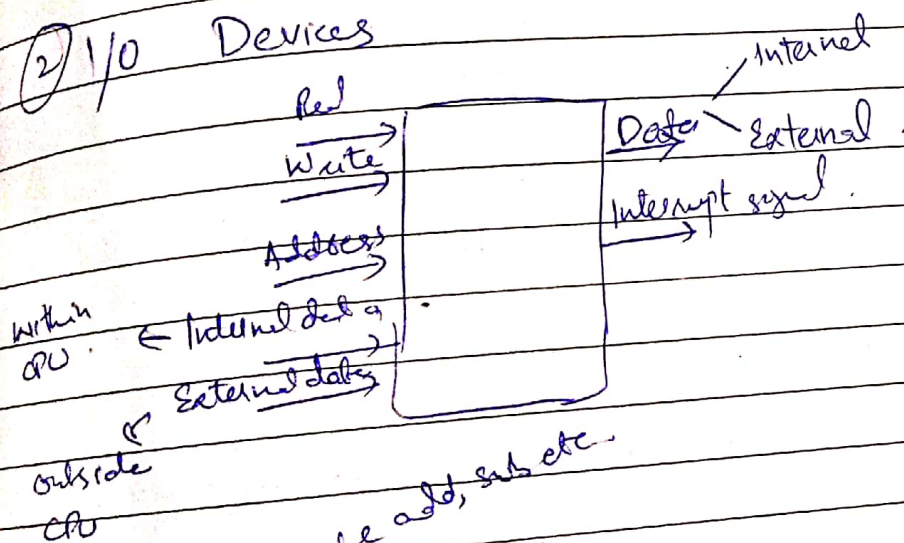 ② I/O Devices
Internal
Read
Data
External.
Write
Interrupt signal.
Address
within
CPU.
← Internal data
External data
outside
CPU
add, sub etc.